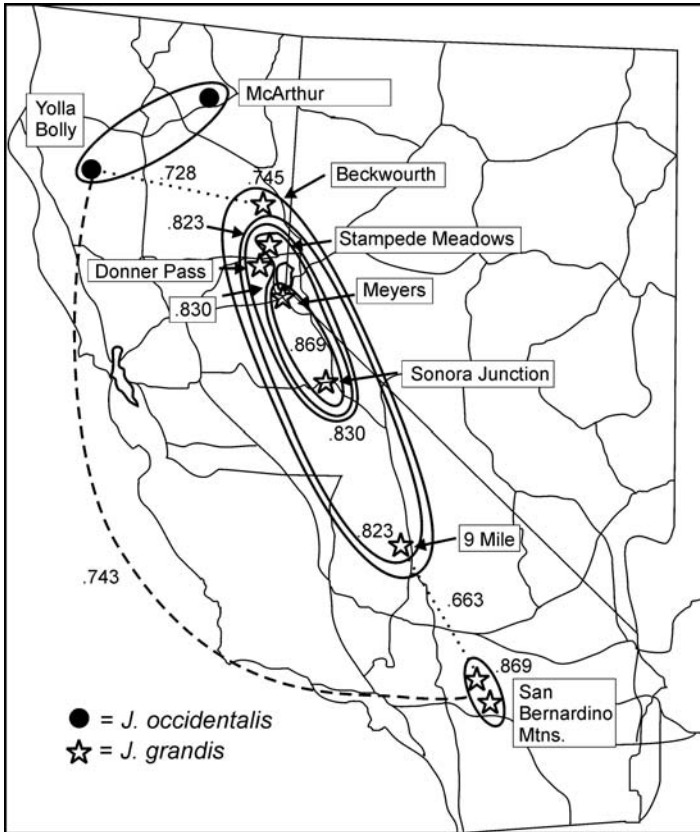 McArthur
Yolla
Bolly
.728
.745
Beckwourth
.823
Stampede Meadows
Donner Pass
Meyers
.830
.869
Sonora Junction
.830
.823
9 Mile
.743
.663
.869
San
Bernardino
Mtns.
= J. occidentalis
= J. grandis